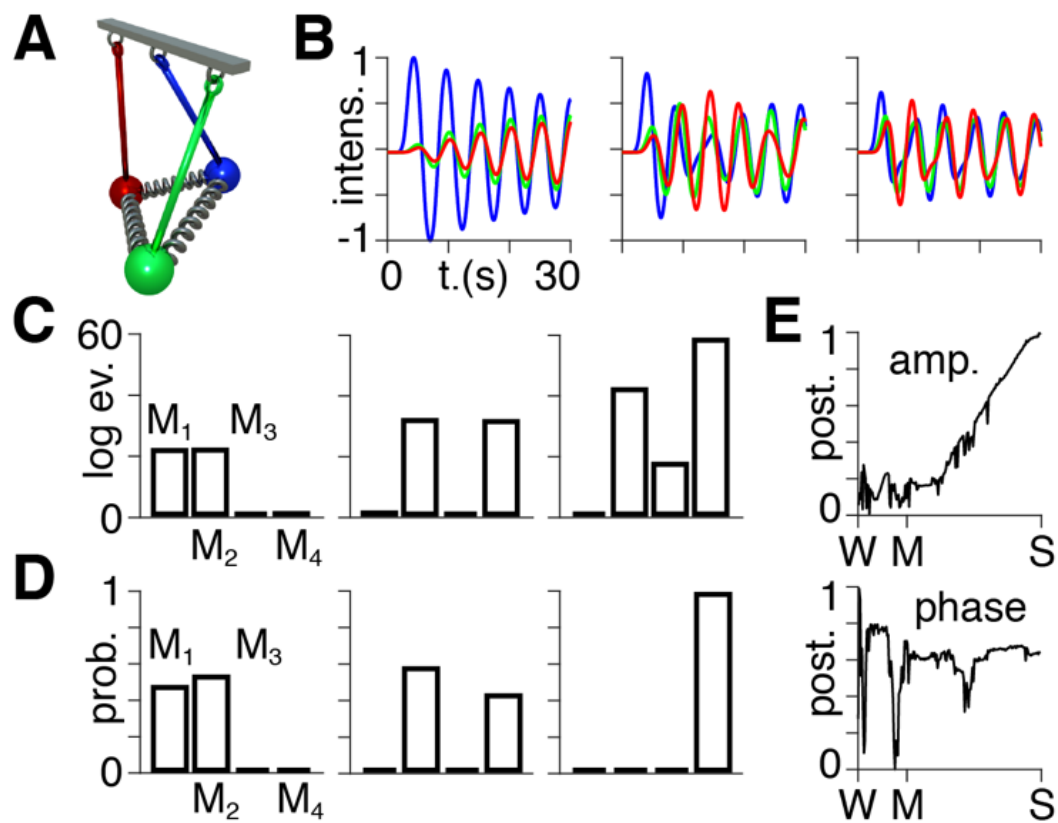 A
B
intens.
1
-1
0 t.(s) 30
C
log ev.
60
0
M1 M3
M2 M4
D
prob.
1
0
M1 M3
M2 M4
E
post.
1
0
amp.
W M S
post.
1
0
phase
W M S